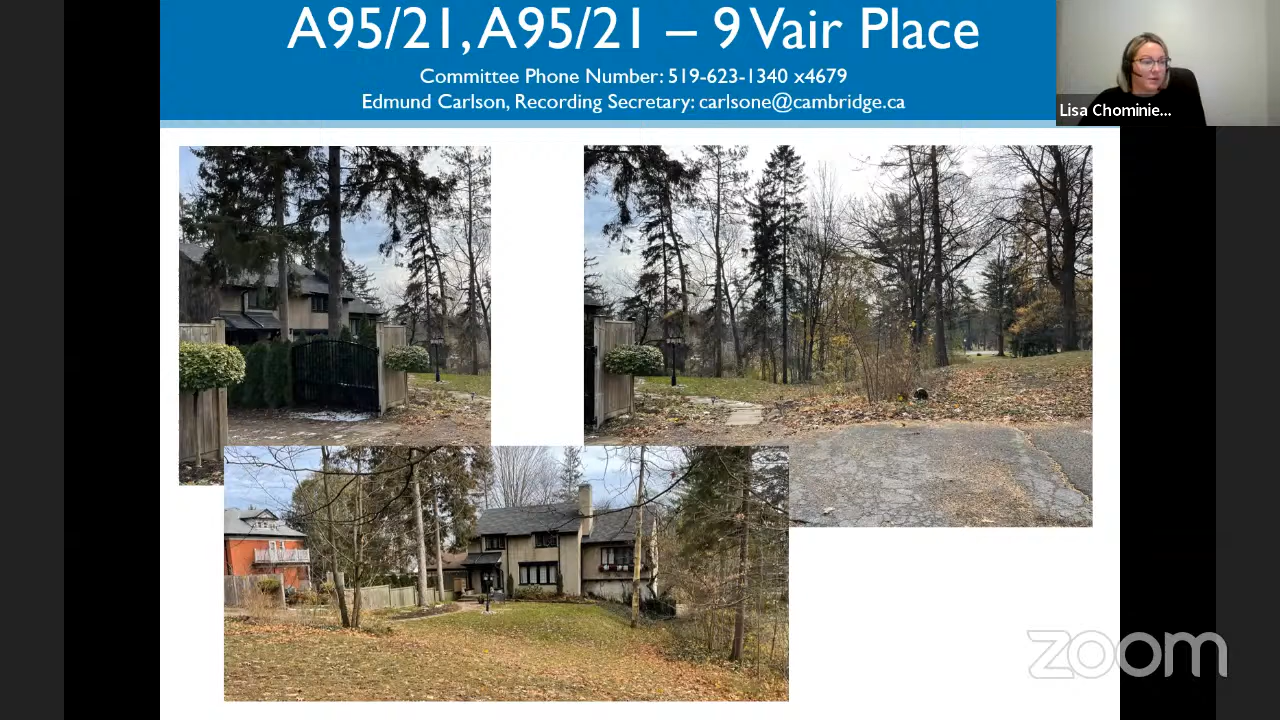 A95/21, A95/21 – 9 Vair Place
Committee Phone Number: 519-623-1340 x4679
Edmund Carlson, Recording Secretary: carlsone@cambridge.ca
Lisa Chominie...
zoom